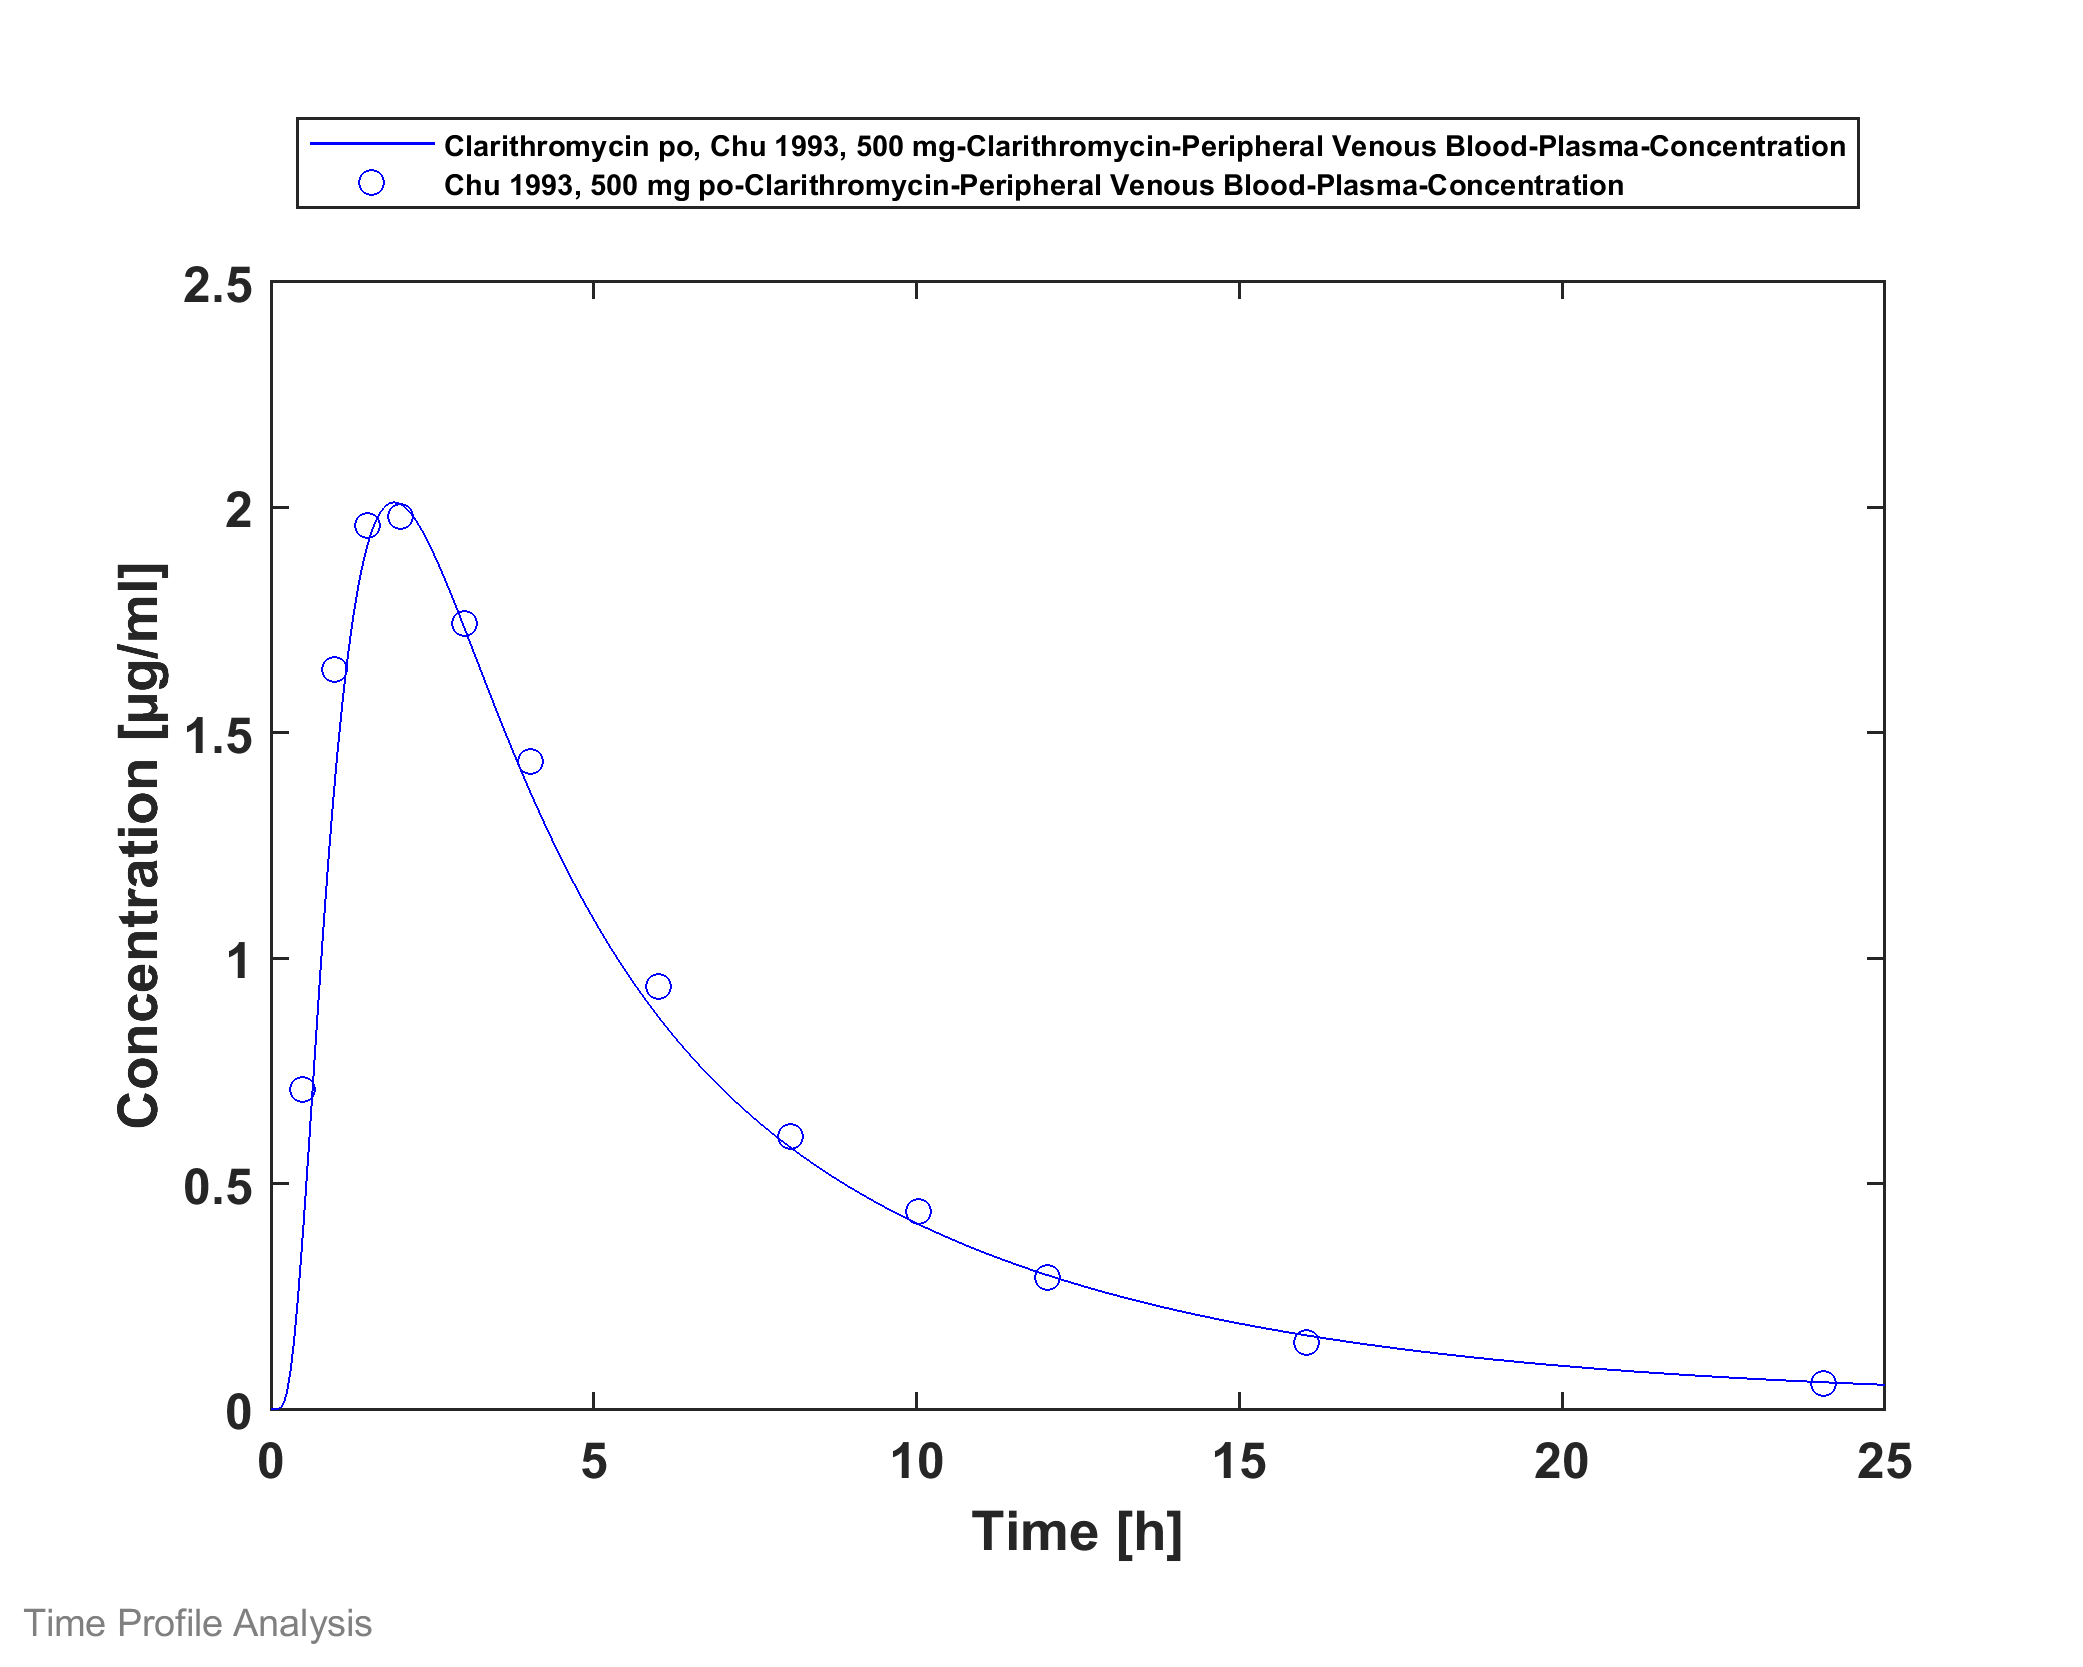 Clarithromycin po, Chu 1993, 500 mg-Clarithromycin-Peripheral Venous Blood-Plasma-Concentration
Chu 1993, 500 mg po-Clarithromycin-Peripheral Venous Blood-Plasma-Concentration
2.5
2
1.5
1
0.5
0
Concentration [µg/ml]
0 5 10 15 20 25
Time [h]
Time Profile Analysis